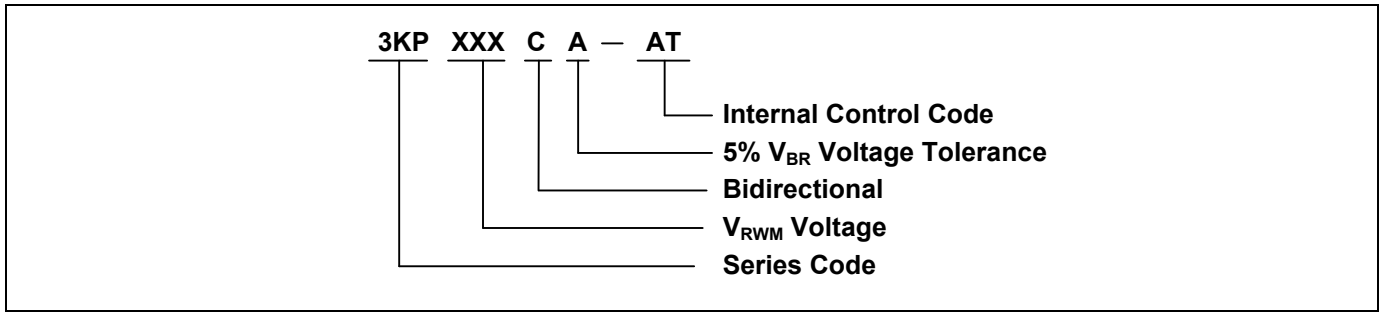 3KP XXX C A — AT
Internal Control Code
5% VBR Voltage Tolerance
Bidirectional
VRWM Voltage
Series Code